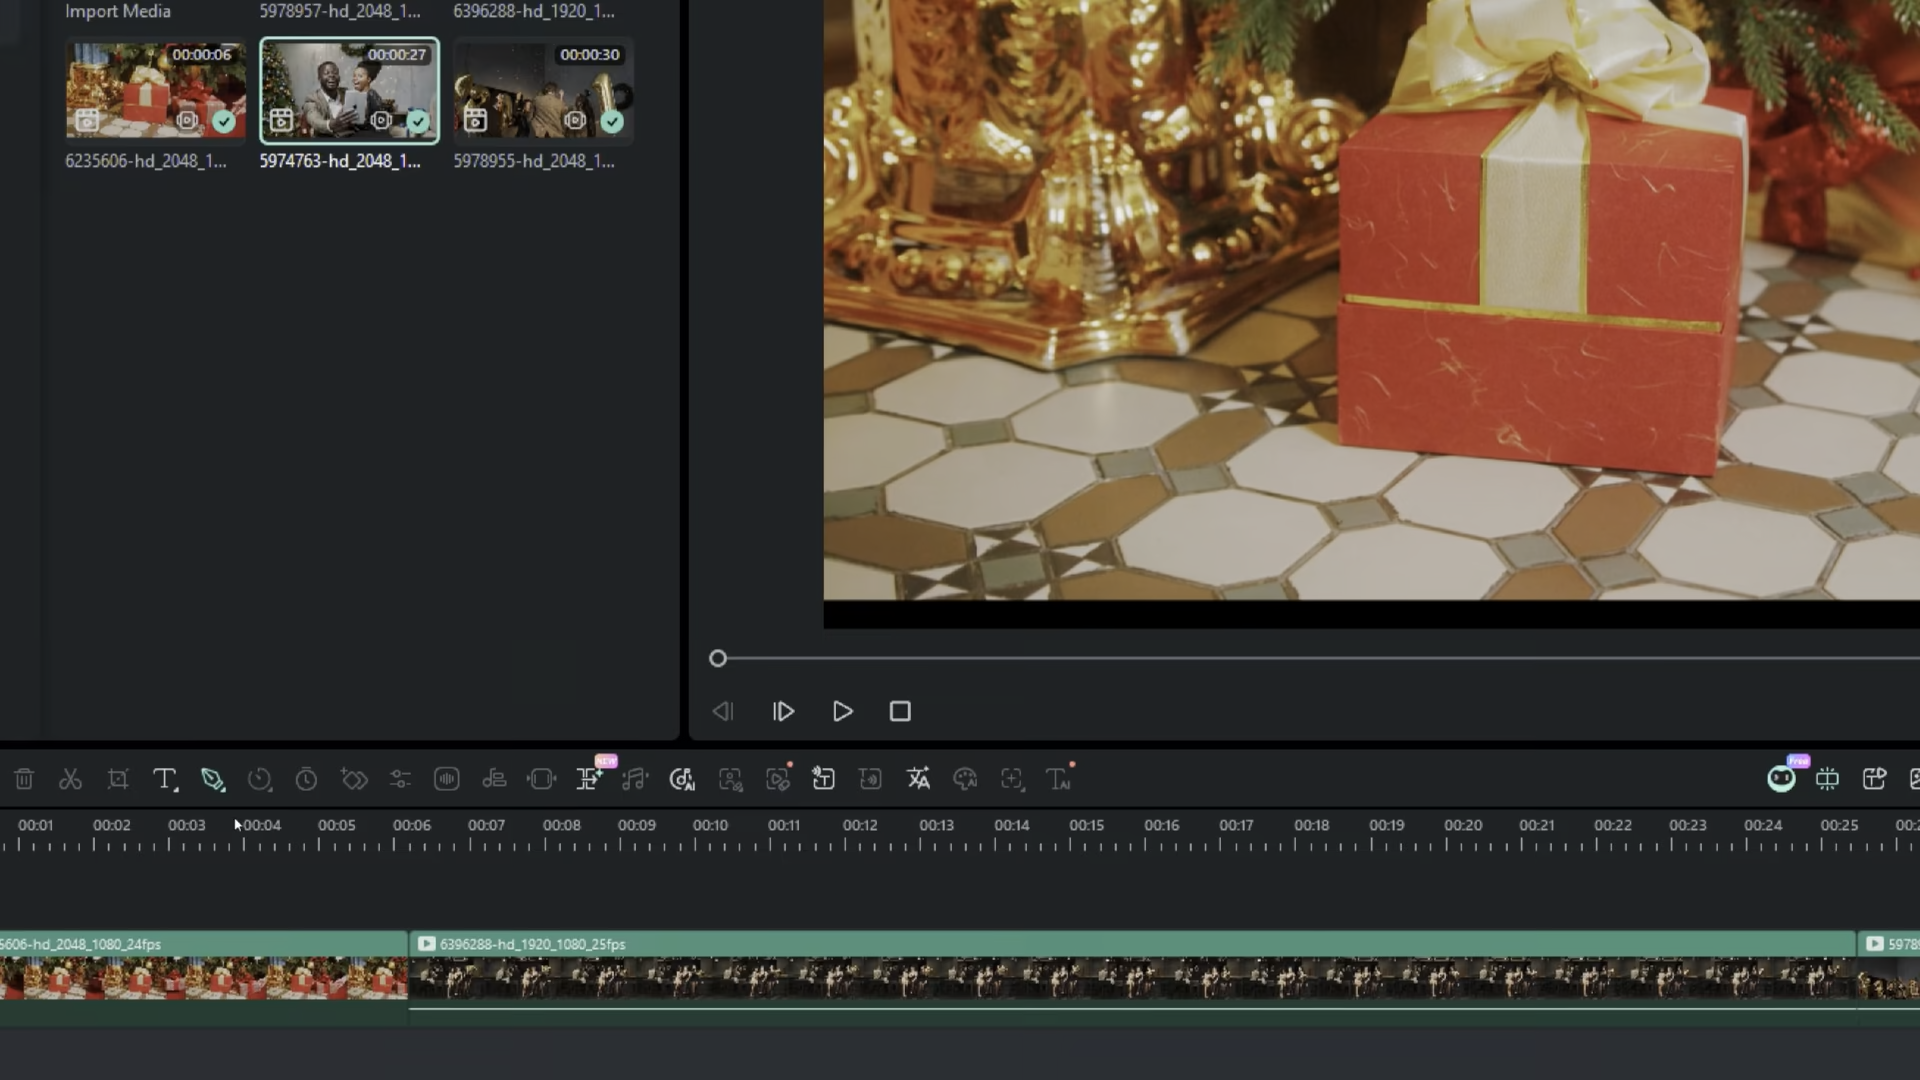 Import Media
5978957-hd_2048_1...
6396288-hd_1920_1...
00:00:06
00:00:27
00:00:30
6235606-hd_2048_1...
5974763-hd_2048_1...
5978955-hd_2048_1...
NEW
Free
00:01 00:02 00:03 00:04 00:05 00:06 00:07 00:08 00:09 00:10 00:11 00:12 00:13 00:14 00:15 00:16 00:17 00:18 00:19 00:20 00:21 00:22 00:23 00:24 00:25
5606-hd_2048_1080_24fps
6396288-hd_1920_1080_25fps
5978